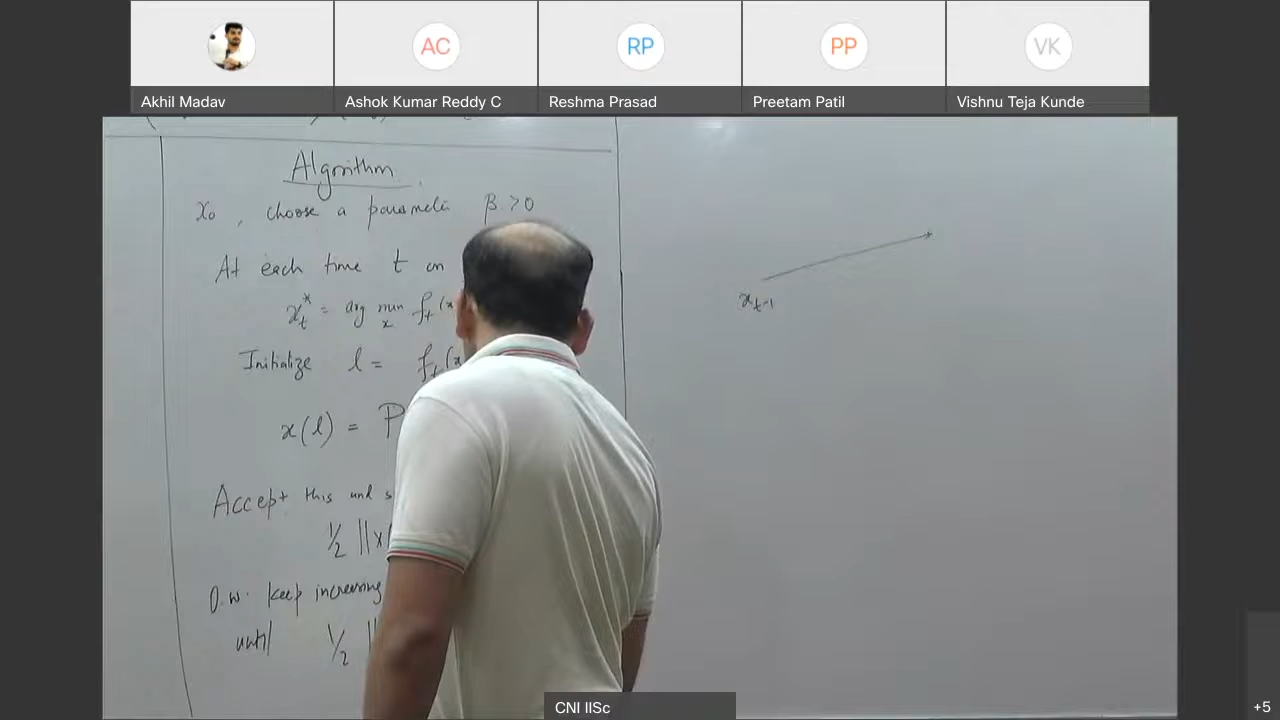 AC
RP
PP
VK
Akhil Madav
Ashok Kumar Reddy C
Reshma Prasad
Preetam Patil
Vishnu Teja Kunde
Algorithm
x₀, choose a β > 0
At each time t
x_t^* = arg min_x f_t(x
Initialize l = f_t(x
x(l) = P
Accept this and s
1/2 ||x(
O.w. keep increasing
until 1/2 ||
x_{t-1}
CNI IISc
+5